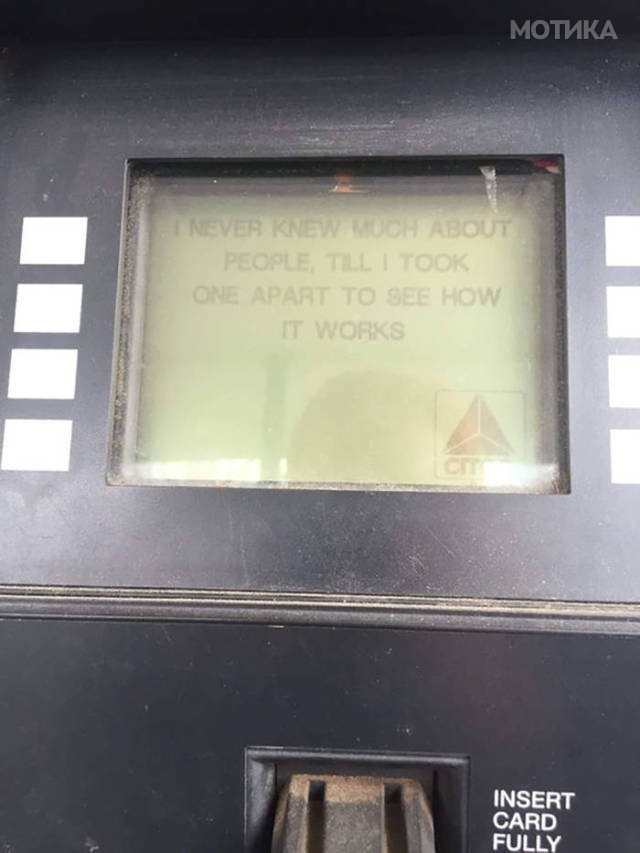 МОТИКА
I NEVER KNEW MUCH ABOUT
PEOPLE, TILL I TOOK
ONE APART TO SEE HOW
IT WORKS
INSERT
CARD
FULLY